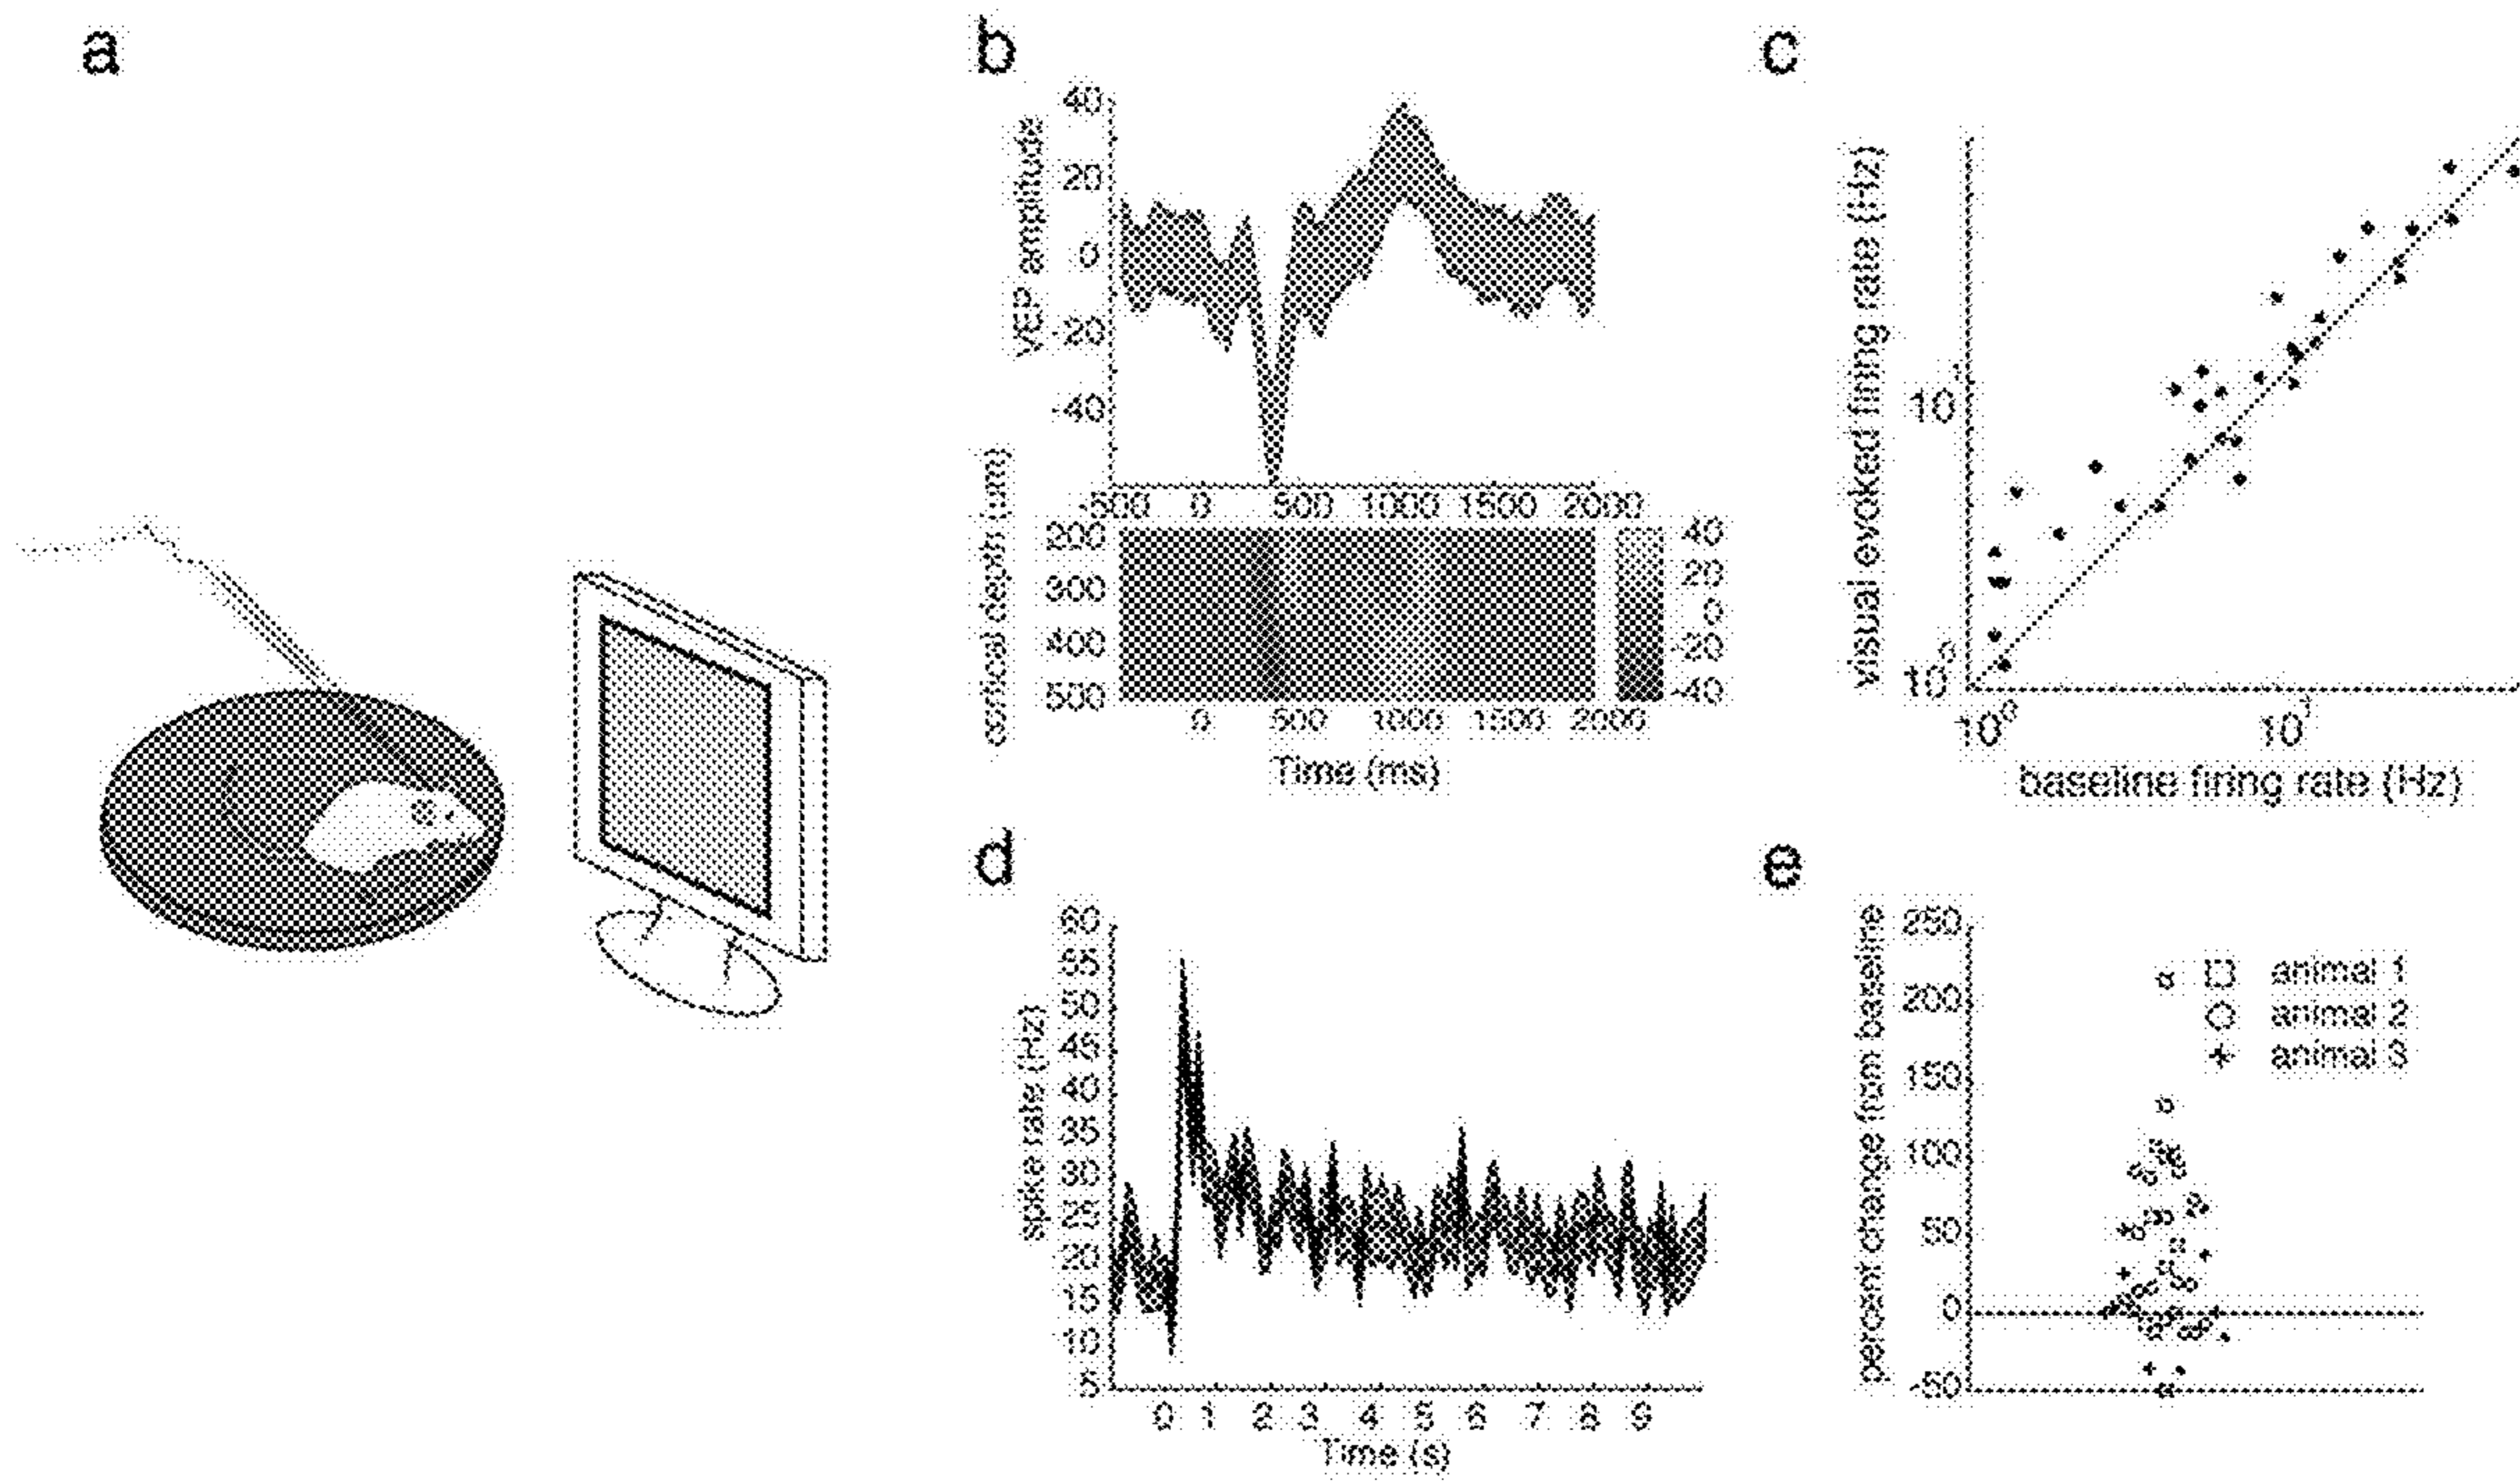 a
b
VEP amplitude
40
20
0
-20
-40
-500 0 500 1000 1500 2000
cortical depth (um)
200
300
400
500
40
20
0
-20
-40
0 500 1000 1500 2000
Time (ms)
c
visual evoked firing rate (Hz)
10¹
10⁰
10⁰ 10¹
baseline firing rate (Hz)
d
spike rate (Hz)
60
55
50
45
40
35
30
25
20
15
10
5
0 1 2 3 4 5 6 7 8 9
Time (s)
e
percent change from baseline
250
200
150
100
50
0
-50
animal 1
animal 2
animal 3